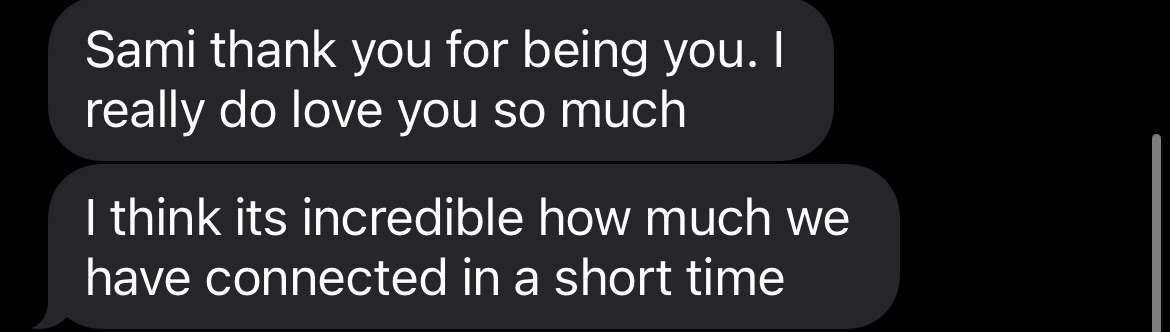 Sami thank you for being you. I
really do love you so much
I think its incredible how much we
have connected in a short time